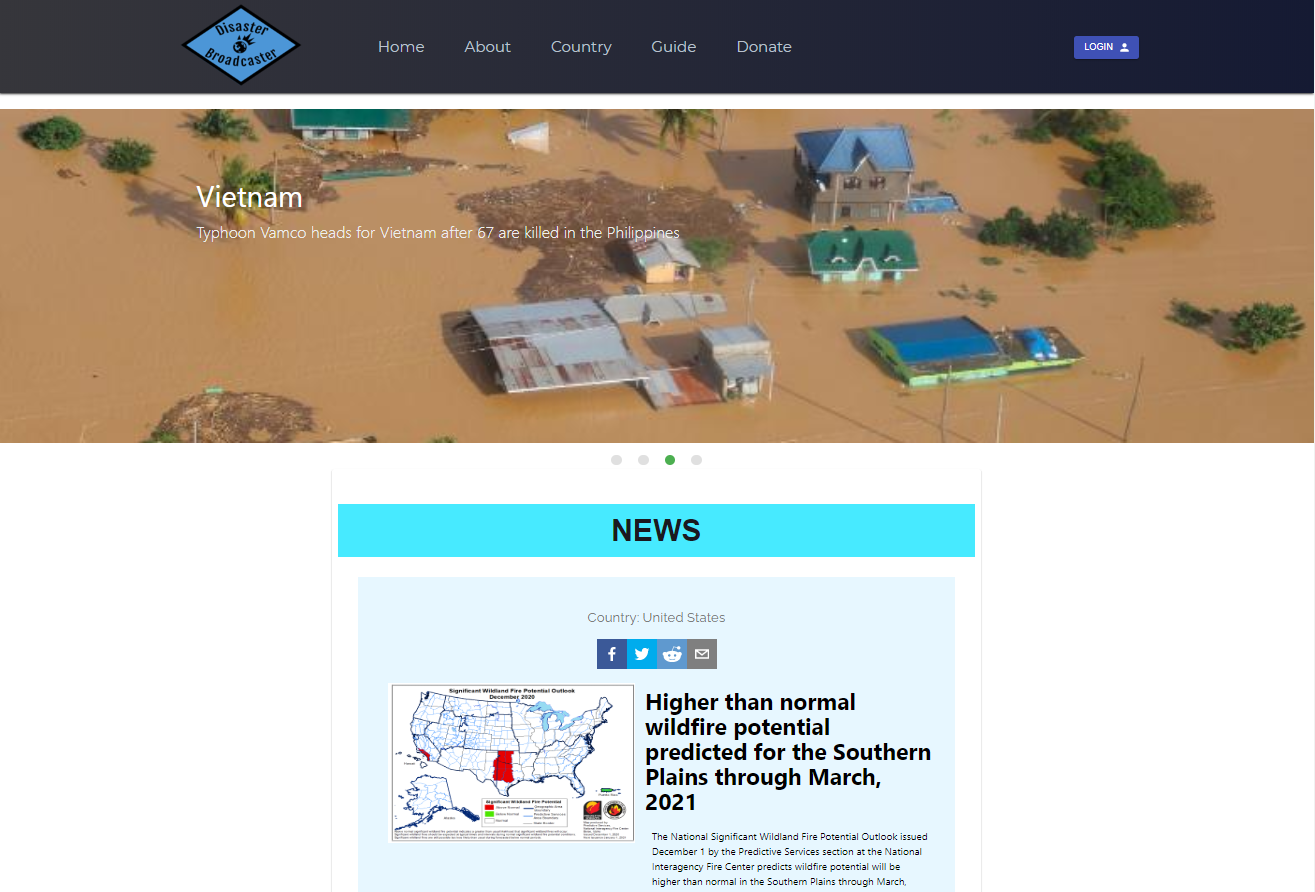 Disaster
Broadcaster
Home
About
Country
Guide
Donate
LOGIN
Vietnam
Typhoon Vamco heads for Vietnam after 67 are killed in the Philippines
NEWS
Country: United States
Significant Wildland Fire Potential Outlook
December 2020
Higher than normal
wildfire potential
predicted for the Southern
Plains through March,
2021
Significant Wildland Fire Potential
Above Normal
Below Normal
Normal
The National Significant Wildland Fire Potential Outlook issued
December 1 by the Predictive Services section at the National
Interagency Fire Center predicts wildfire potential will be
higher than normal in the Southern Plains through March,